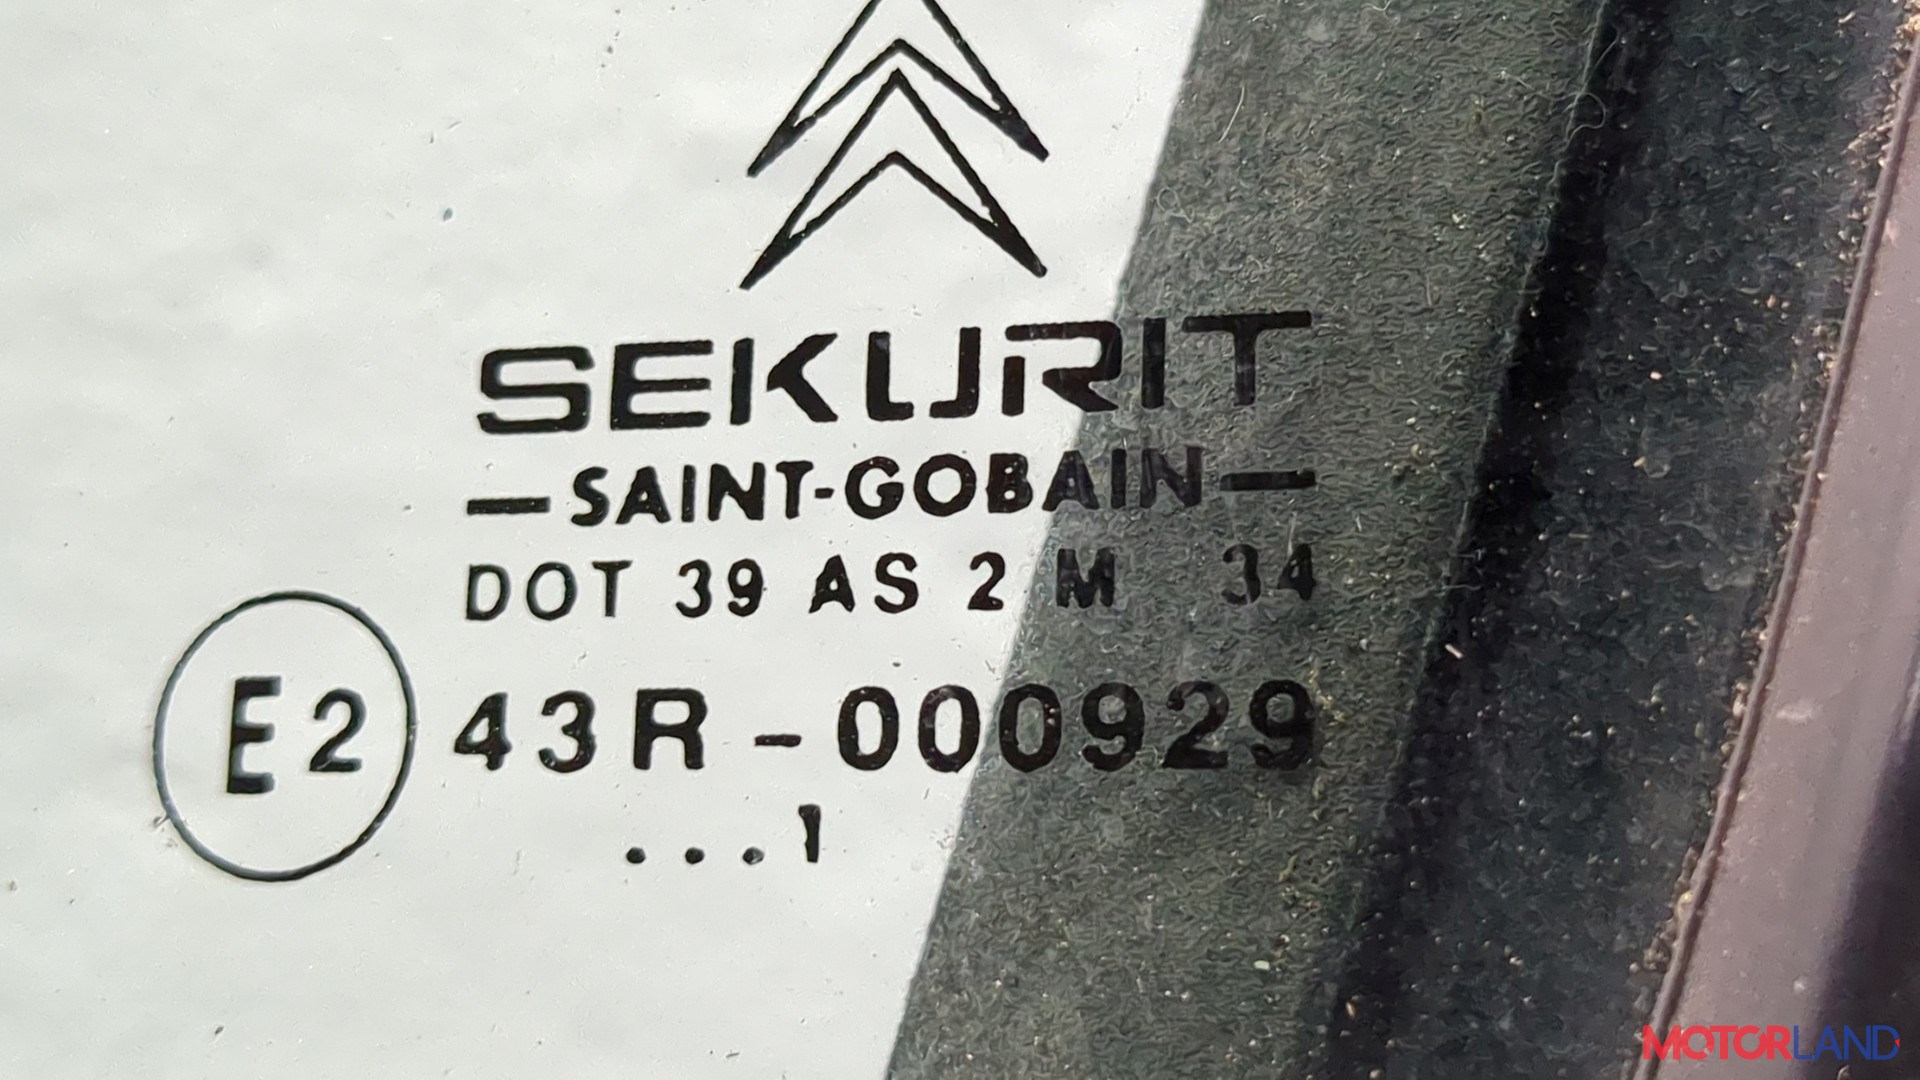 SEKURIT
—SAINT-GOBAIN—
DOT 39 AS 2 M 34
E2 43R-000929
...1
MOTORLAND